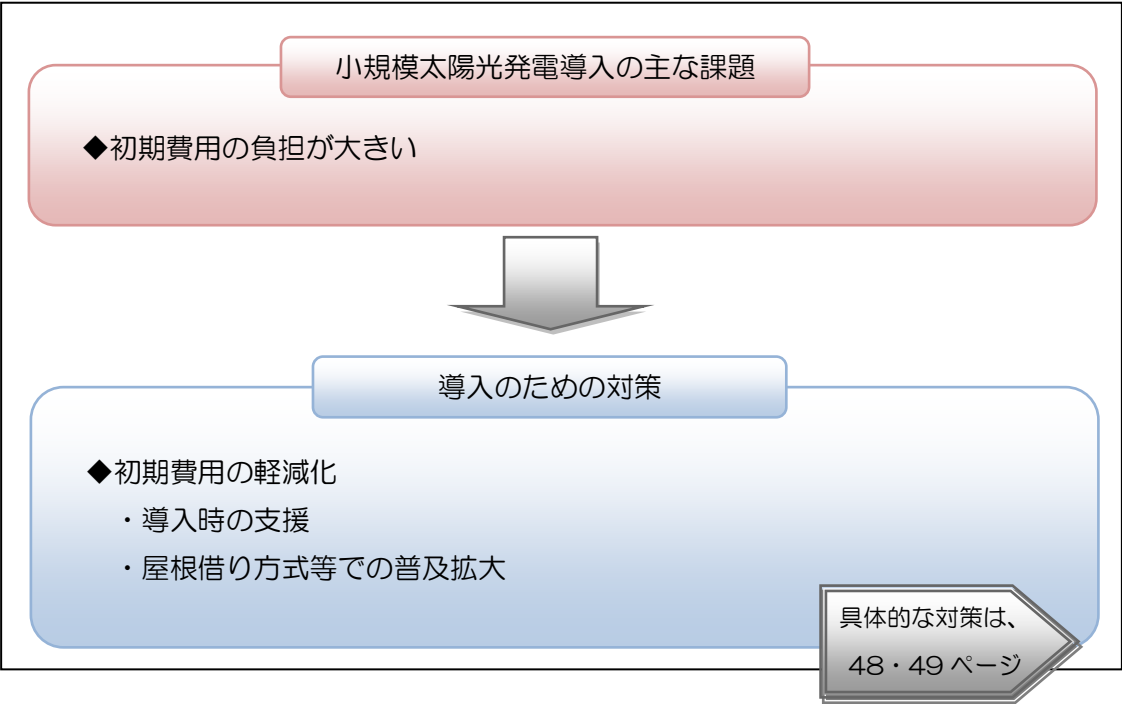 小規模太陽光発電導入の主な課題
◆初期費用の負担が大きい
導入のための対策
◆初期費用の軽減化
・導入時の支援
・屋根借り方式等での普及拡大
具体的な対策は、
48・49 ページ